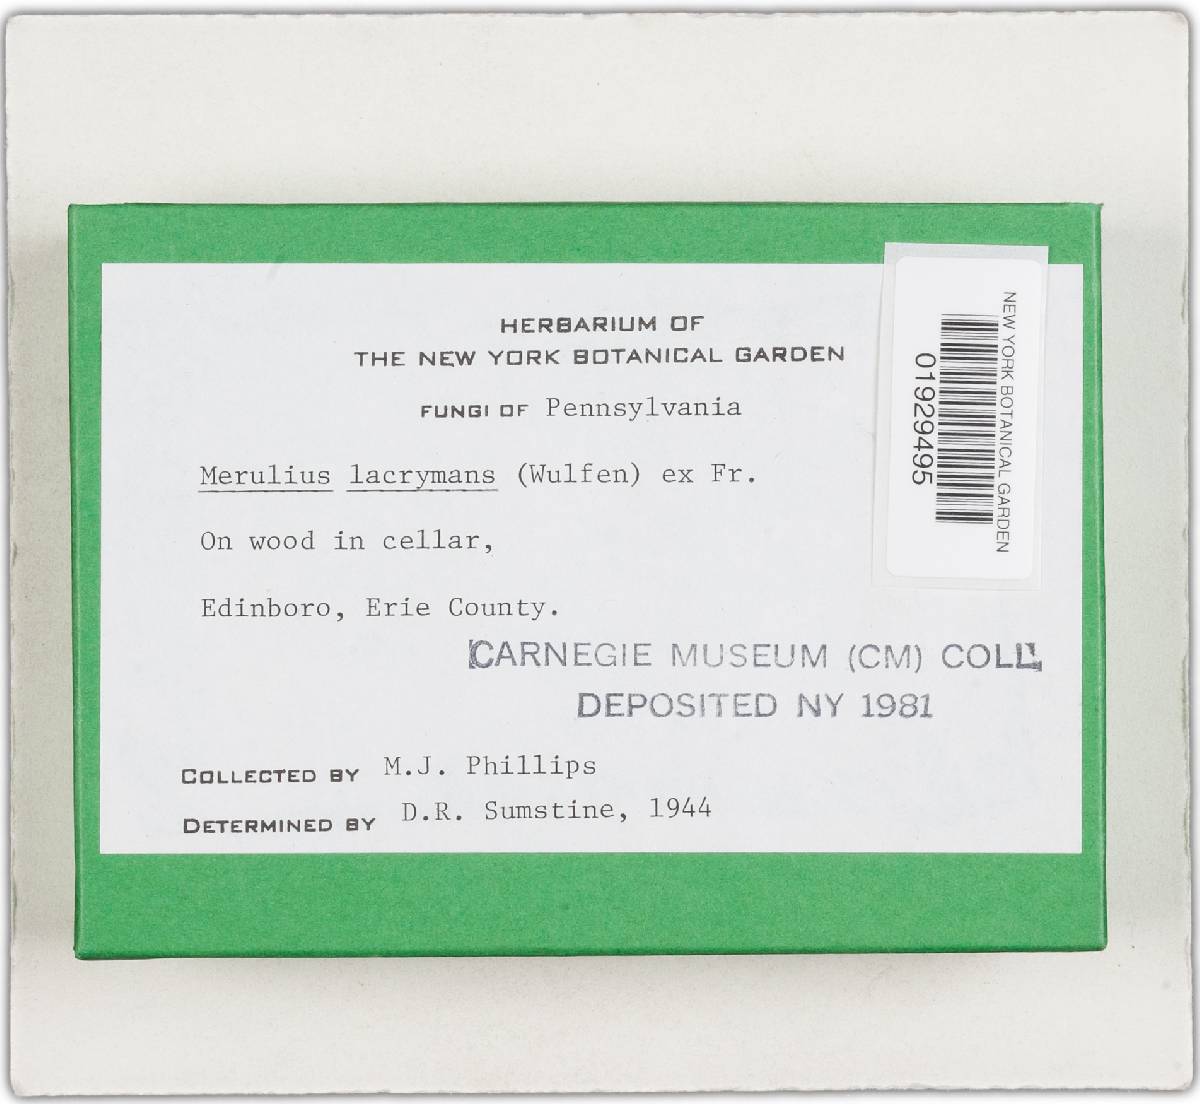 HERBARIUM OF
THE NEW YORK BOTANICAL GARDEN
FUNGI OF Pennsylvania
Merulius lacrymans (Wulfen) ex Fr.
On wood in cellar,
Edinboro, Erie County.
CARNEGIE MUSEUM (CM) COLL.
DEPOSITED NY 1981
COLLECTED BY M.J. Phillips
DETERMINED BY D.R. Sumstine, 1944
NEW YORK BOTANICAL GARDEN
01929495